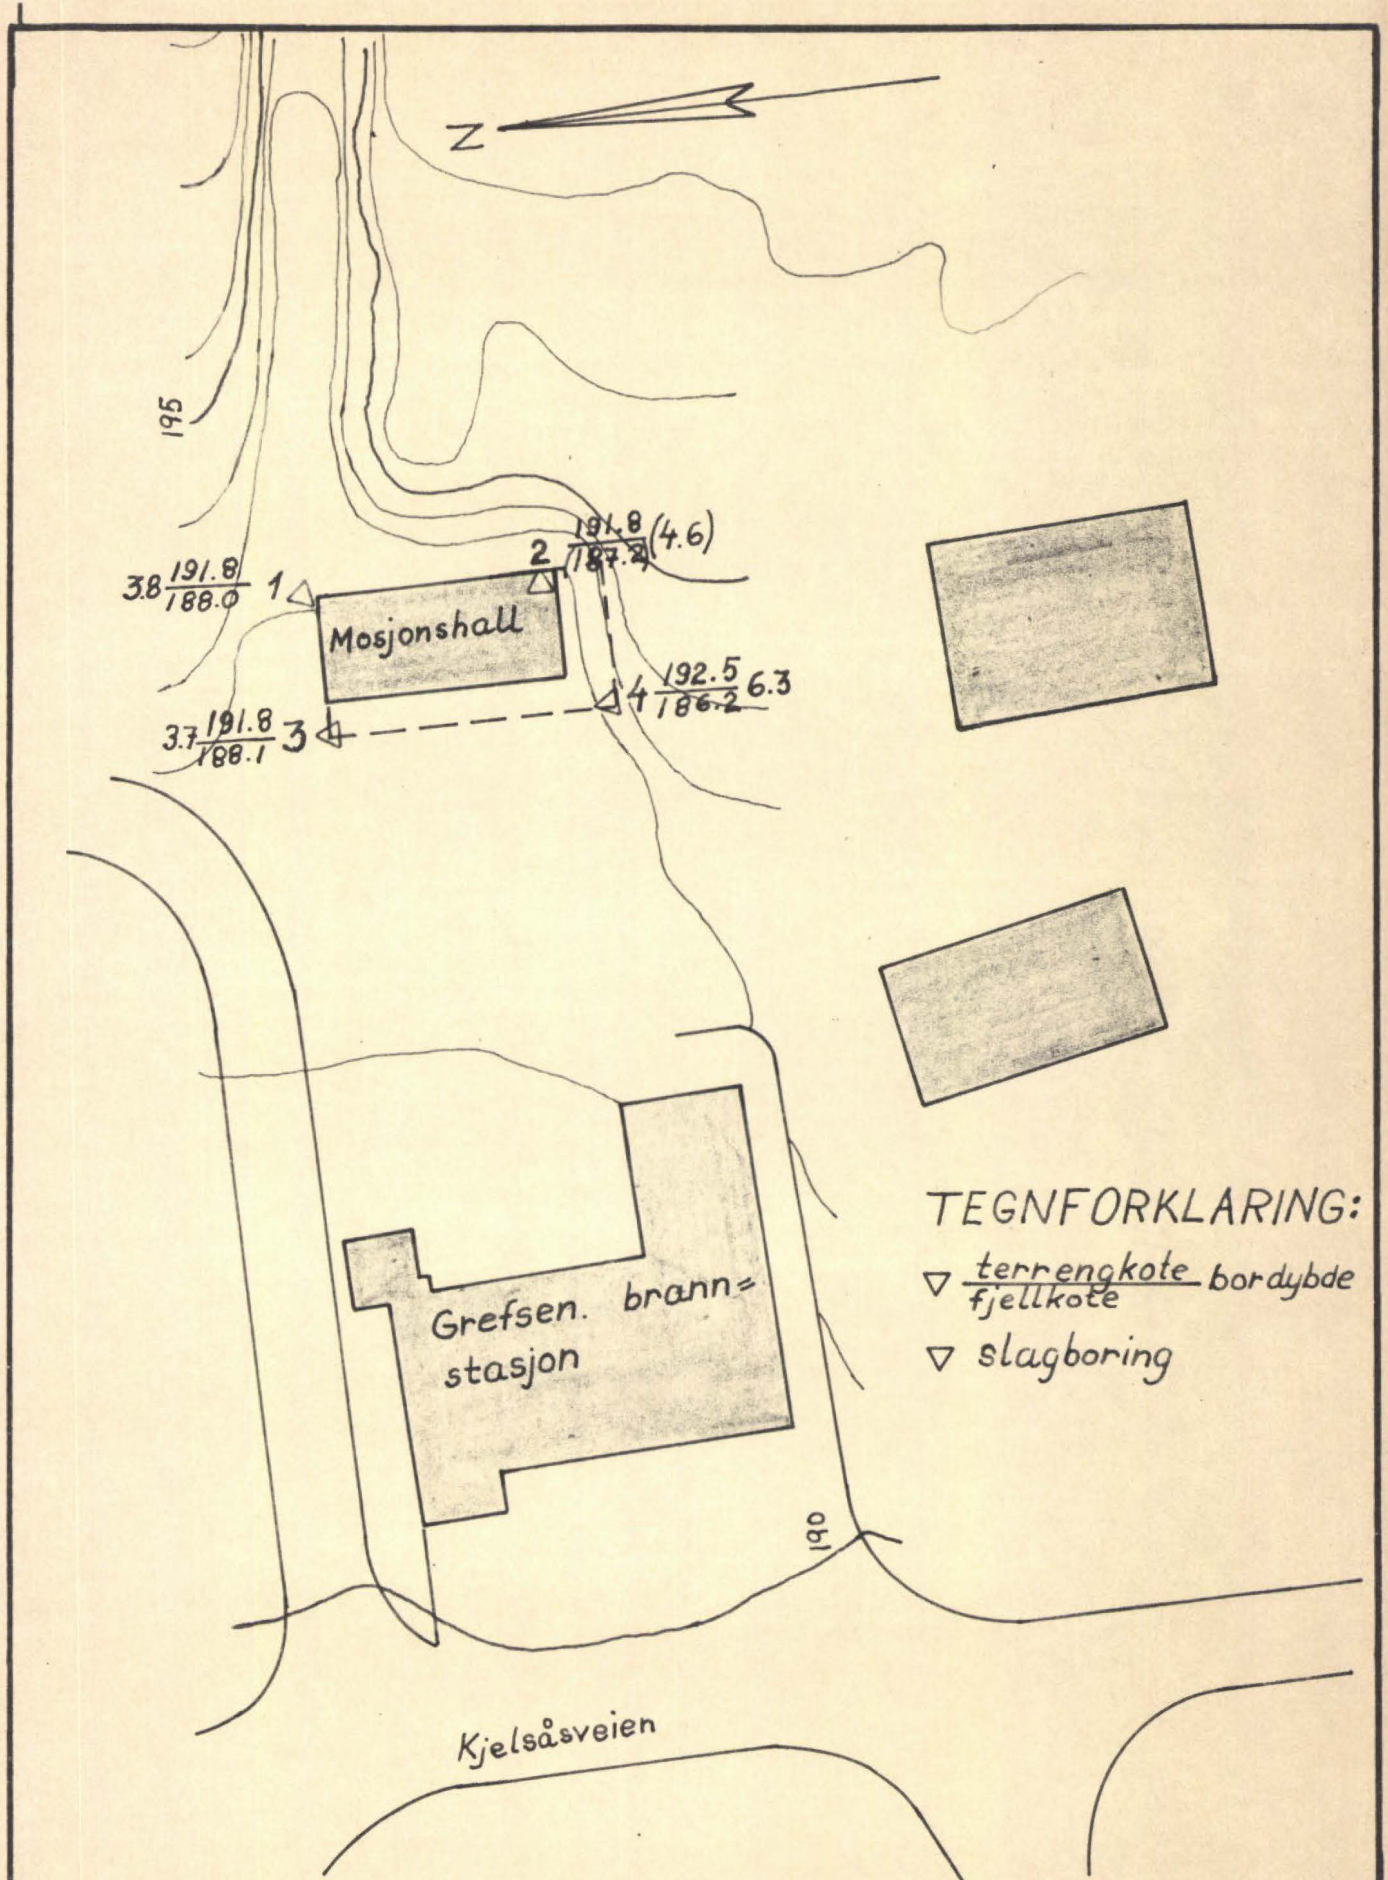 N
195
191.8
(4.6)
(187.2)
2
3.8 191.8
188.0
1
Mosjonshall
4 192.5 6.3
186.2
3.7 191.8 3
188.1
TEGNFORKLARING:
terrengkote bordybde
fjellkote
slagboring
Grefsen. brann=
stasjon
190
Kjelsåsveien